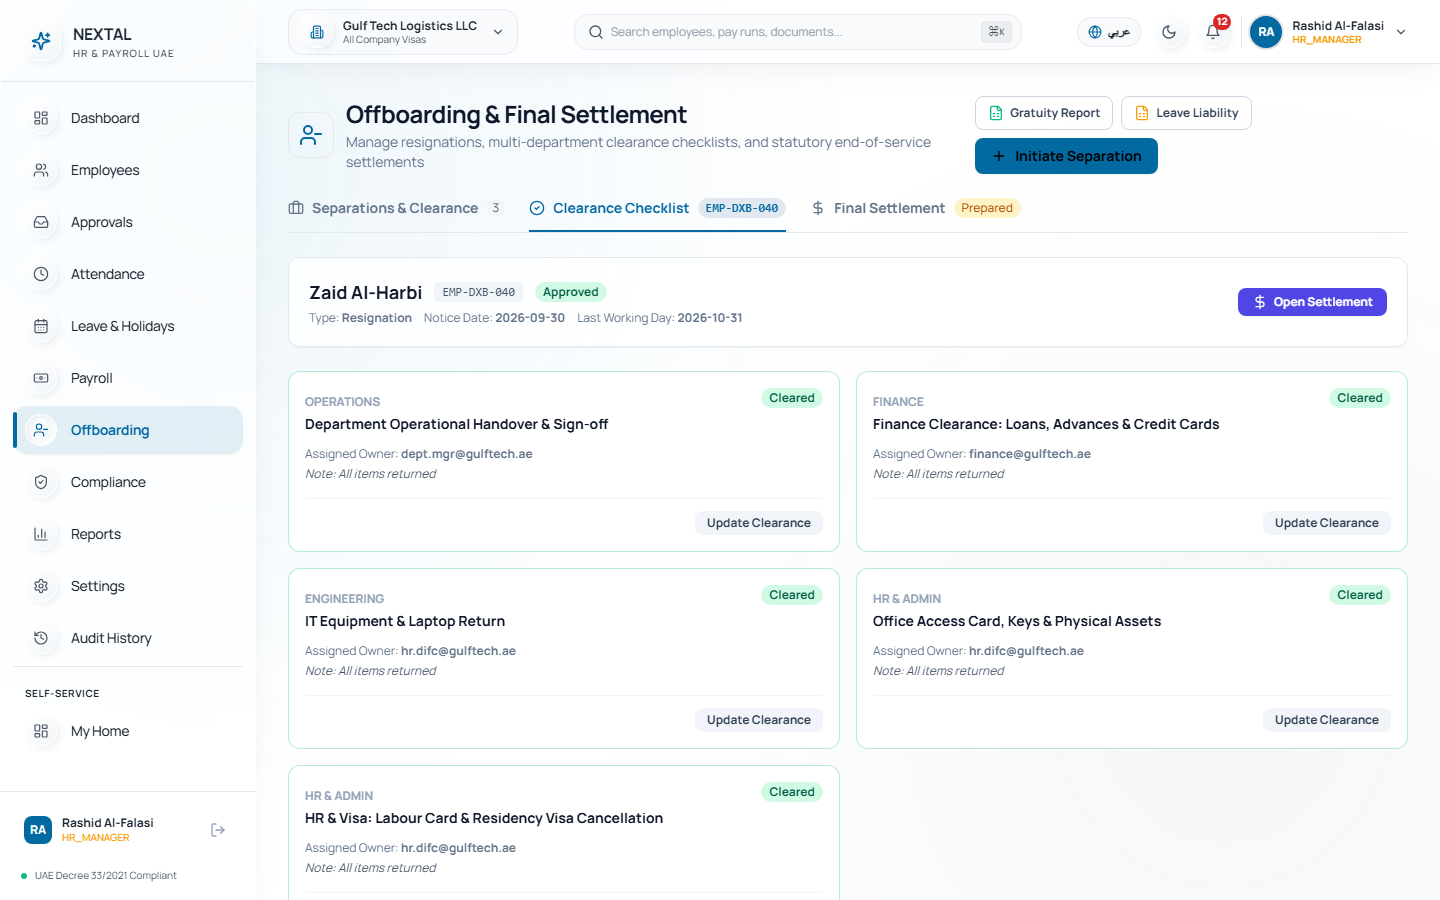 NEXTAL
HR & PAYROLL UAE
Dashboard
Employees
Approvals
Attendance
Leave & Holidays
Payroll
Offboarding
Compliance
Reports
Settings
Audit History
SELF-SERVICE
My Home
RA
Rashid Al-Falasi
HR_MANAGER
UAE Decree 33/2021 Compliant
Gulf Tech Logistics LLC
All Company Visas
Search employees, pay runs, documents...
⌘K
عربي
12
RA
Rashid Al-Falasi
HR_MANAGER
Offboarding & Final Settlement
Manage resignations, multi-department clearance checklists, and statutory end-of-service
settlements
Gratuity Report
Leave Liability
Initiate Separation
Separations & Clearance 3
Clearance Checklist EMP-DXB-040
Final Settlement Prepared
Zaid Al-Harbi EMP-DXB-040 Approved
Type: Resignation Notice Date: 2026-09-30 Last Working Day: 2026-10-31
Open Settlement
OPERATIONS
Cleared
Department Operational Handover & Sign-off
Assigned Owner: dept.mgr@gulftech.ae
Note: All items returned
Update Clearance
FINANCE
Cleared
Finance Clearance: Loans, Advances & Credit Cards
Assigned Owner: finance@gulftech.ae
Note: All items returned
Update Clearance
ENGINEERING
Cleared
IT Equipment & Laptop Return
Assigned Owner: hr.difc@gulftech.ae
Note: All items returned
Update Clearance
HR & ADMIN
Cleared
Office Access Card, Keys & Physical Assets
Assigned Owner: hr.difc@gulftech.ae
Note: All items returned
Update Clearance
HR & ADMIN
Cleared
HR & Visa: Labour Card & Residency Visa Cancellation
Assigned Owner: hr.difc@gulftech.ae
Note: All items returned